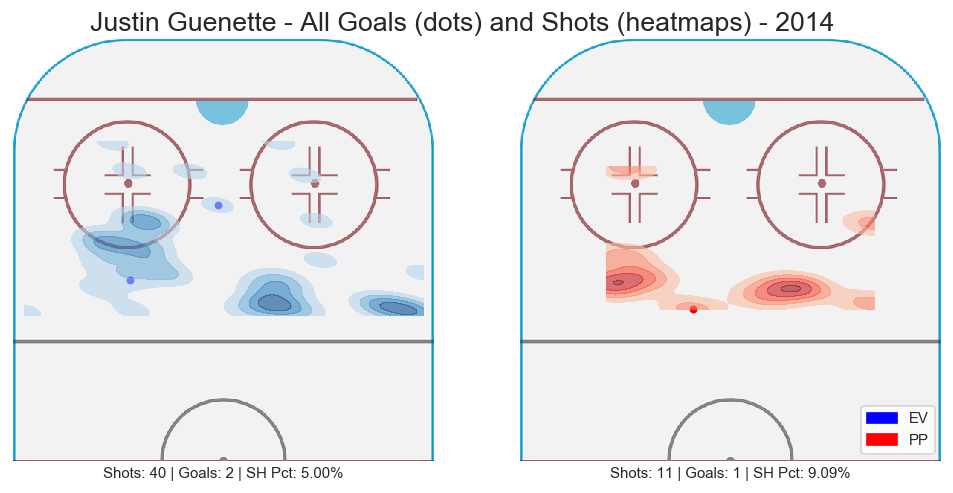 Justin Guenette - All Goals (dots) and Shots (heatmaps) - 2014
EV
PP
Shots: 40 | Goals: 2 | SH Pct: 5.00%
Shots: 11 | Goals: 1 | SH Pct: 9.09%